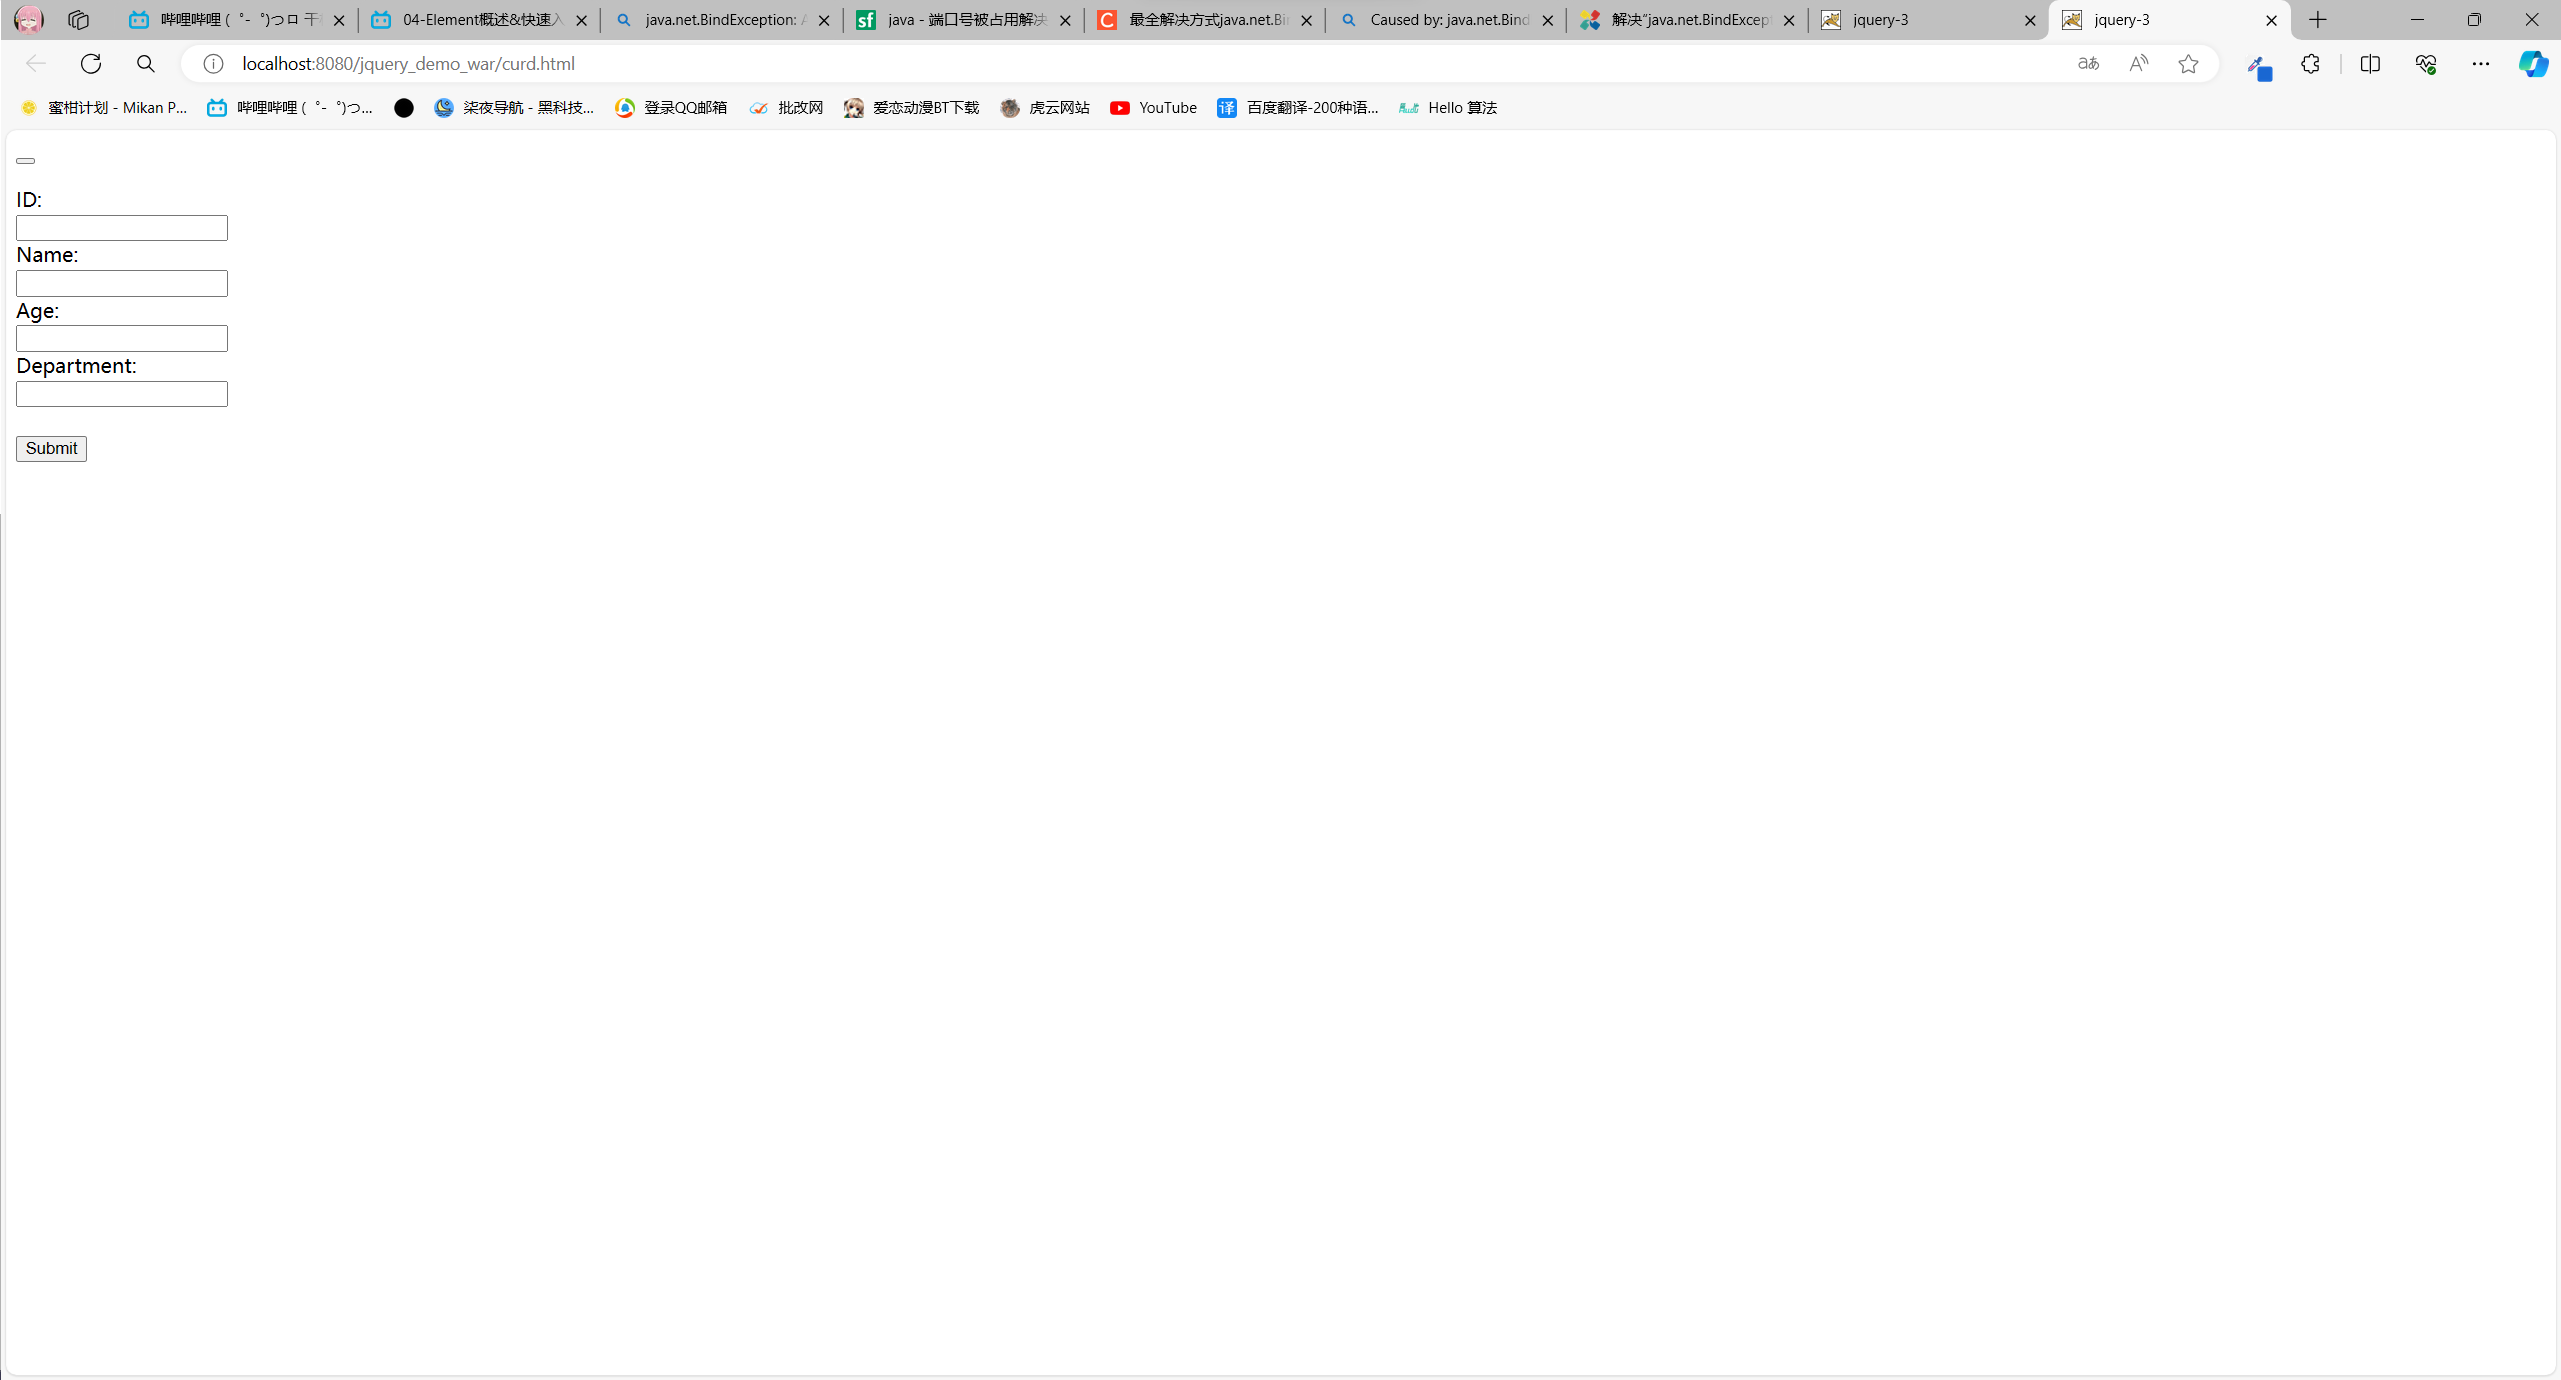 哔哩哔哩 (゜-゜)つロ 干
04-Element概述&快速入
java.net.BindException: A
java - 端口号被占用解决
最全解决方式java.net.Bi
Caused by: java.net.Bind
解决“java.net.BindExcept
jquery-3
jquery-3
localhost:8080/jquery_demo_war/curd.html
蜜柑计划 - Mikan P...
哔哩哔哩 (゜-゜)つ...
柒夜导航 - 黑科技...
登录QQ邮箱
批改网
爱恋动漫BT下载
虎云网站
YouTube
译 百度翻译-200种语...
Hello 算法
ID:
Name:
Age:
Department:
Submit